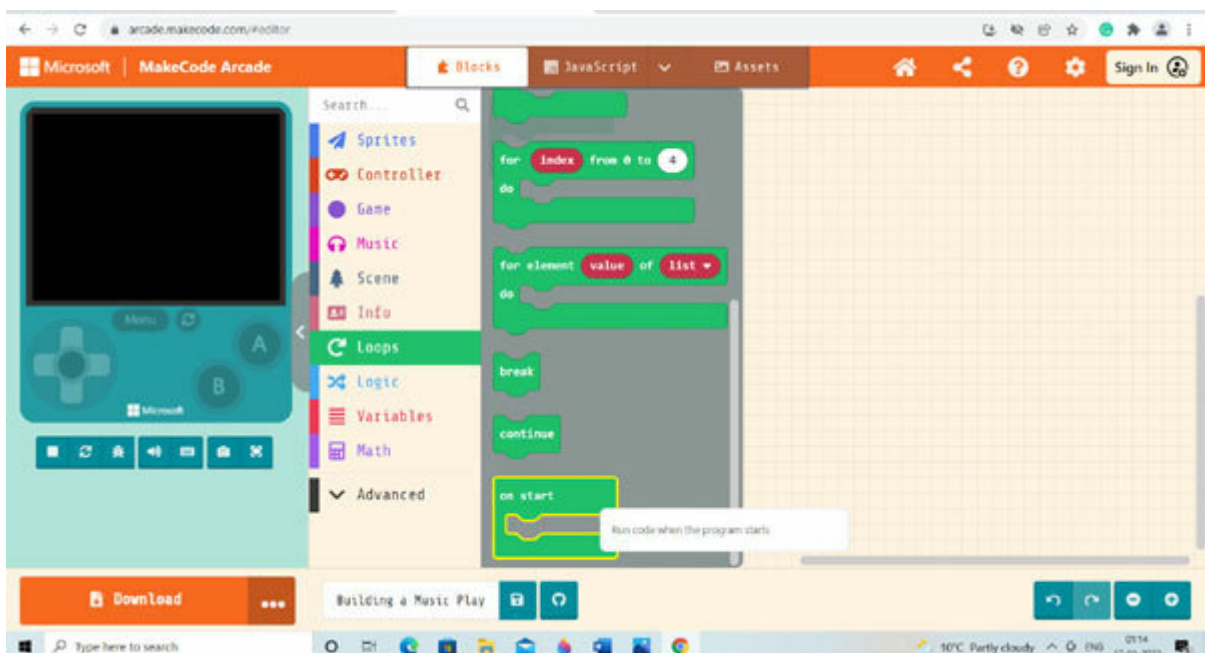 arcade.makecode.com/#editor
Microsoft | MakeCode Arcade
Blocks
JavaScript
Assets
Sign In
Search...
Sprites
Controller
Game
Music
Scene
Info
Loops
Logic
Variables
Math
Advanced
for index from 0 to 4
do
for element value of list
do
break
continue
on start
Run code when the program starts
Menu
A
B
Microsoft
Download
Building a Music Play
Type here to search
10°C Partly cloudy
ENG
01:14